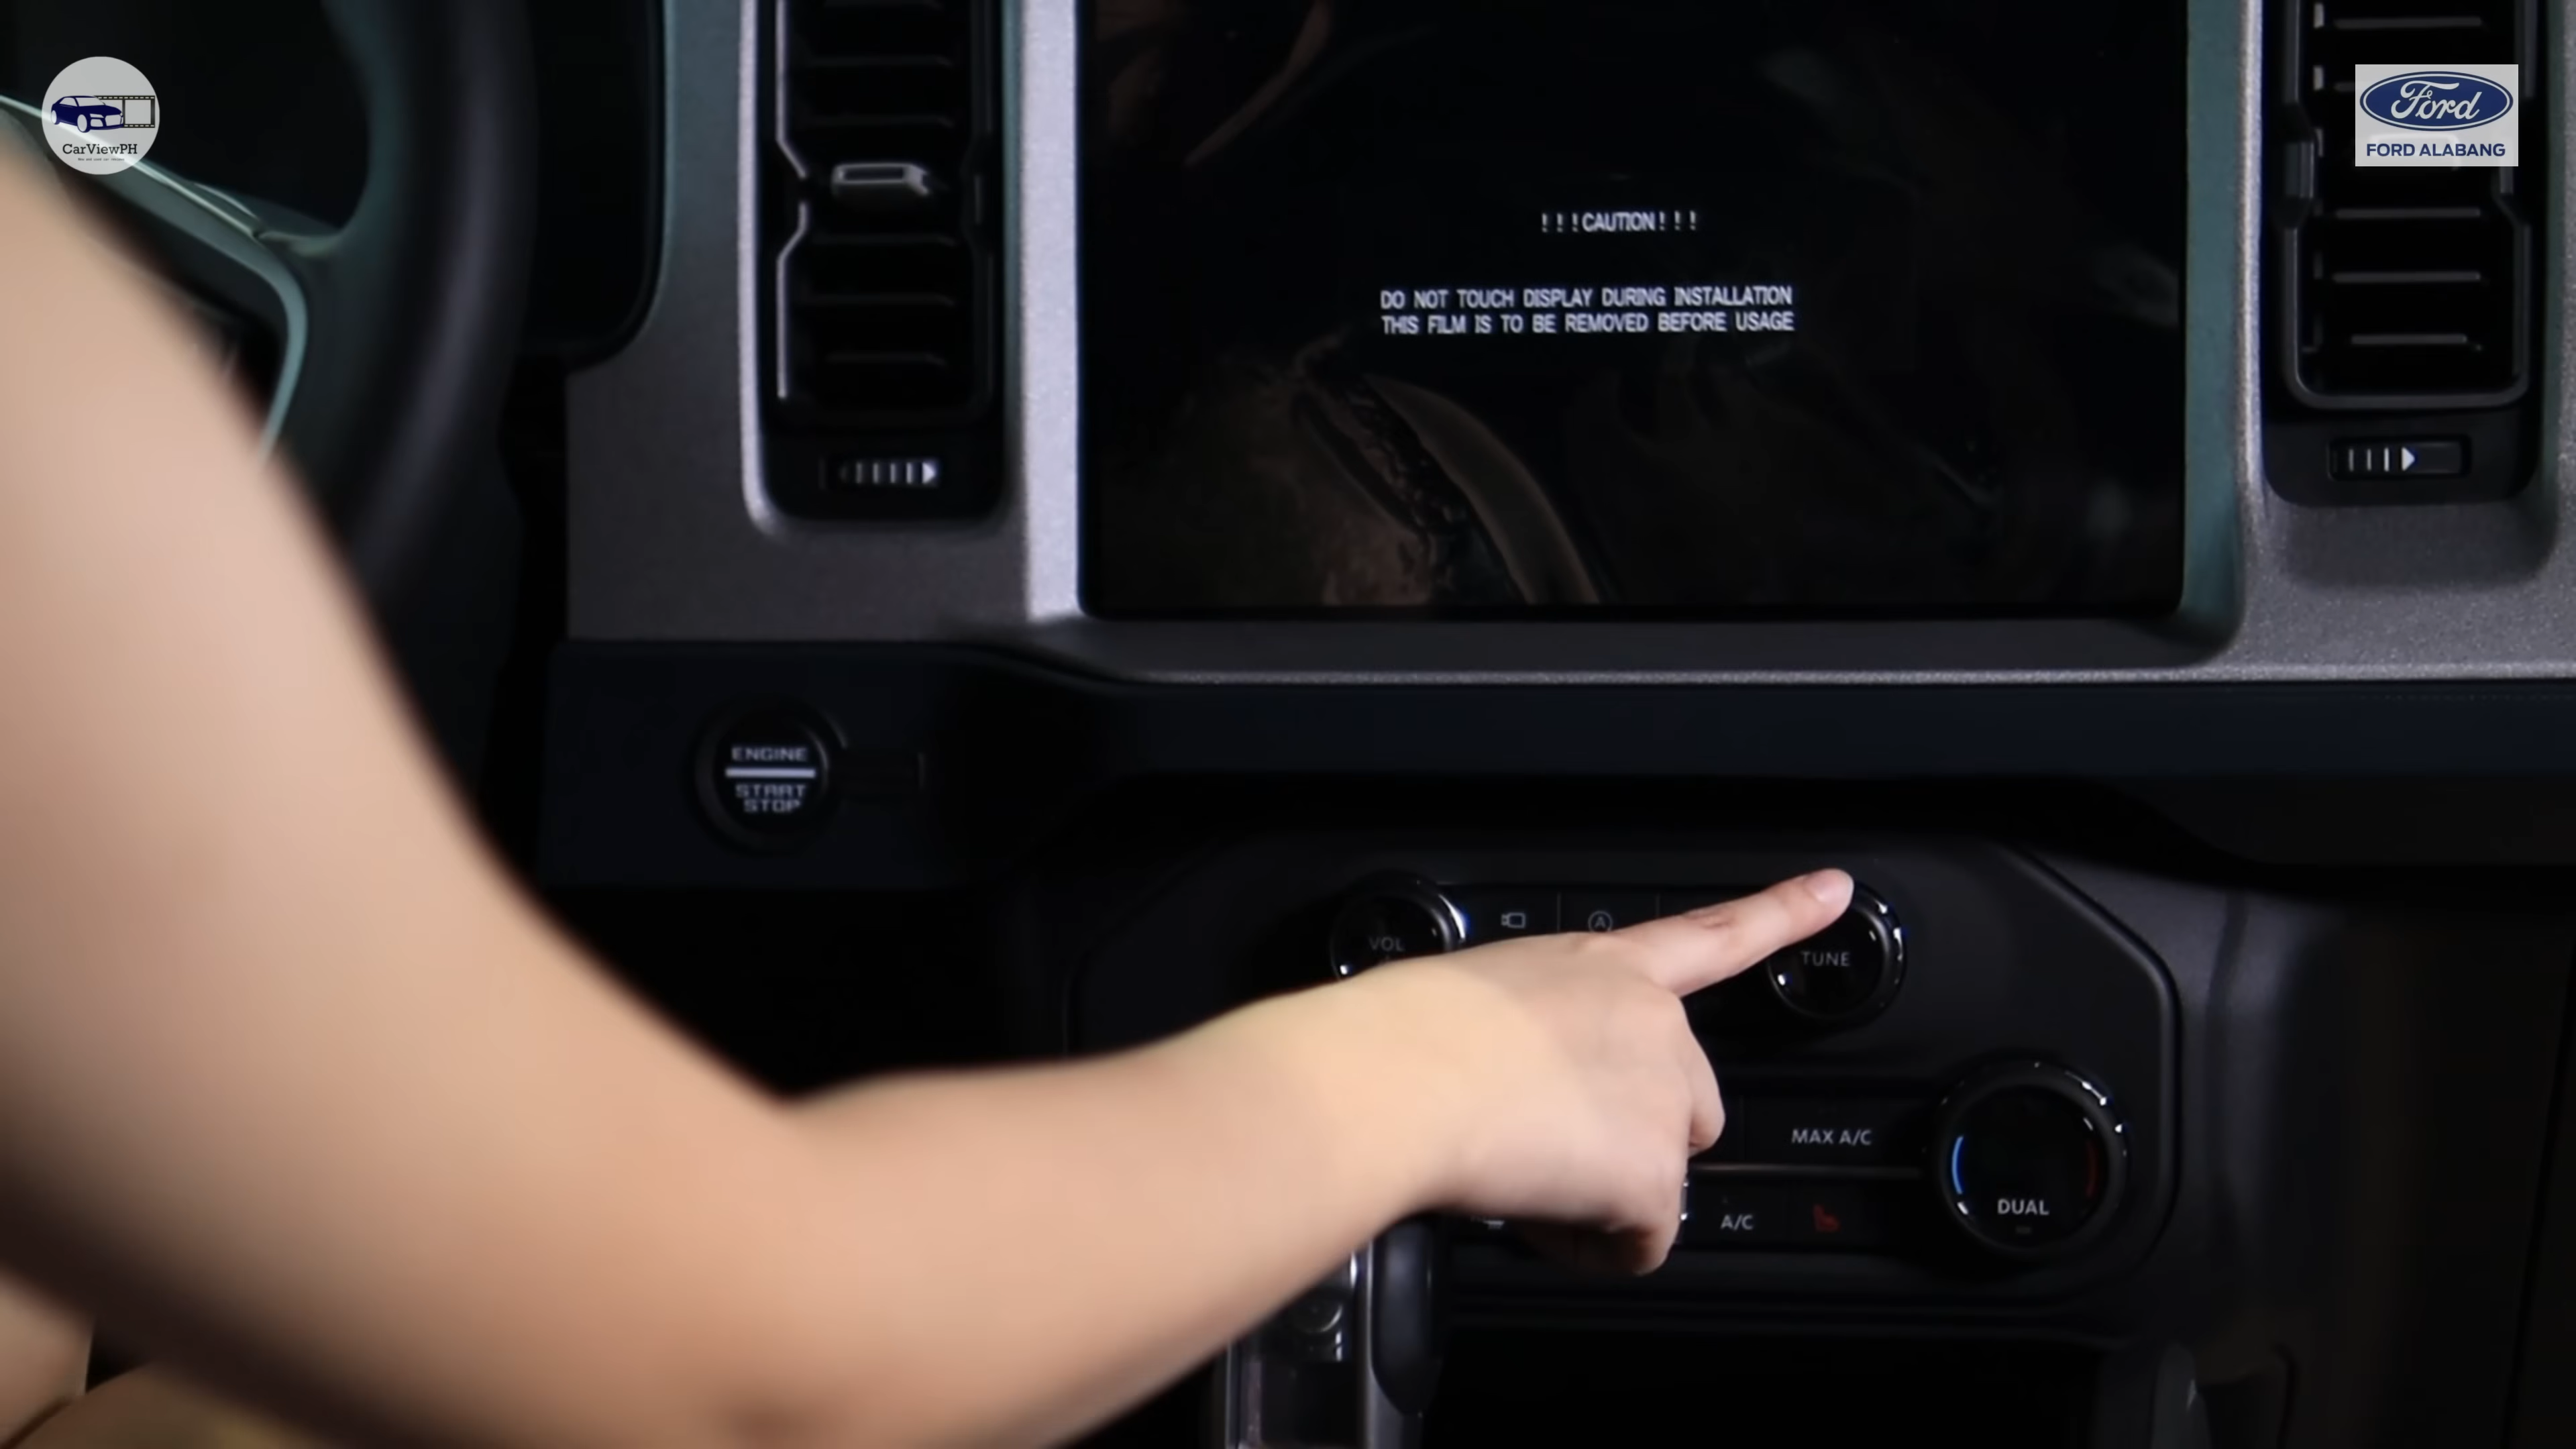 CarViewPH
Ford
FORD ALABANG
!!!CAUTION!!!
DO NOT TOUCH DISPLAY DURING INSTALLATION
THIS FILM IS TO BE REMOVED BEFORE USAGE
ENGINE
START
STOP
VOL
A
TUNE
MAX A/C
A/C
DUAL